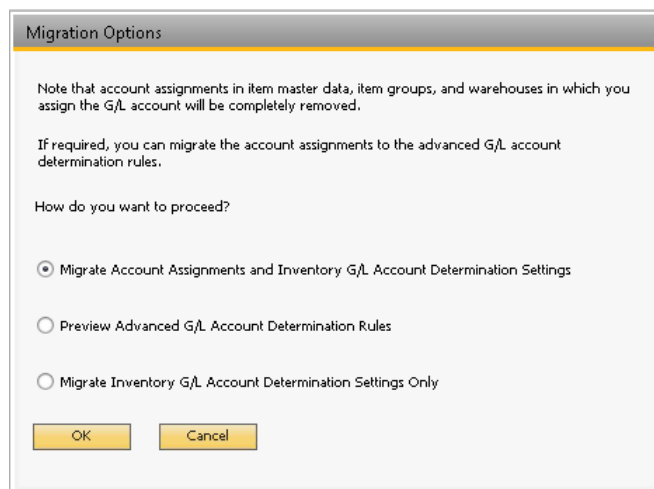 Migration Options
Note that account assignments in item master data, item groups, and warehouses in which you
assign the G/L account will be completely removed.
If required, you can migrate the account assignments to the advanced G/L account
determination rules.
How do you want to proceed?
Migrate Account Assignments and Inventory G/L Account Determination Settings
Preview Advanced G/L Account Determination Rules
Migrate Inventory G/L Account Determination Settings Only
OK
Cancel